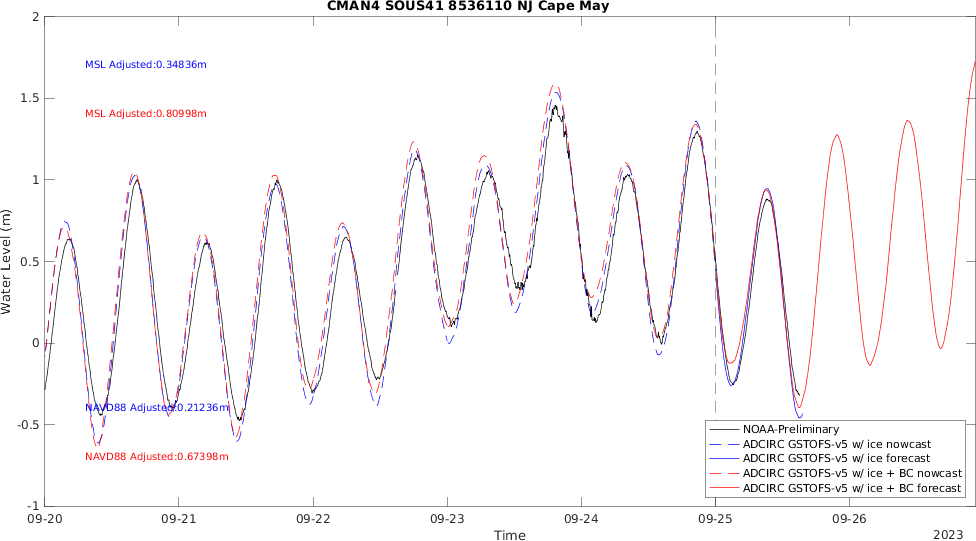 CMAN4 SOUS41 8536110 NJ Cape May
2
1.5
1
0.5
0
-0.5
-1
Water Level (m)
MSL Adjusted:0.34836m
MSL Adjusted:0.80998m
NAVD88 Adjusted:0.21236m
NAVD88 Adjusted:0.67398m
NOAA-Preliminary
ADCIRC GSTOFS-v5 w/ ice nowcast
ADCIRC GSTOFS-v5 w/ ice forecast
ADCIRC GSTOFS-v5 w/ ice + BC nowcast
ADCIRC GSTOFS-v5 w/ ice + BC forecast
09-20 09-21 09-22 09-23 09-24 09-25 09-26
Time
2023